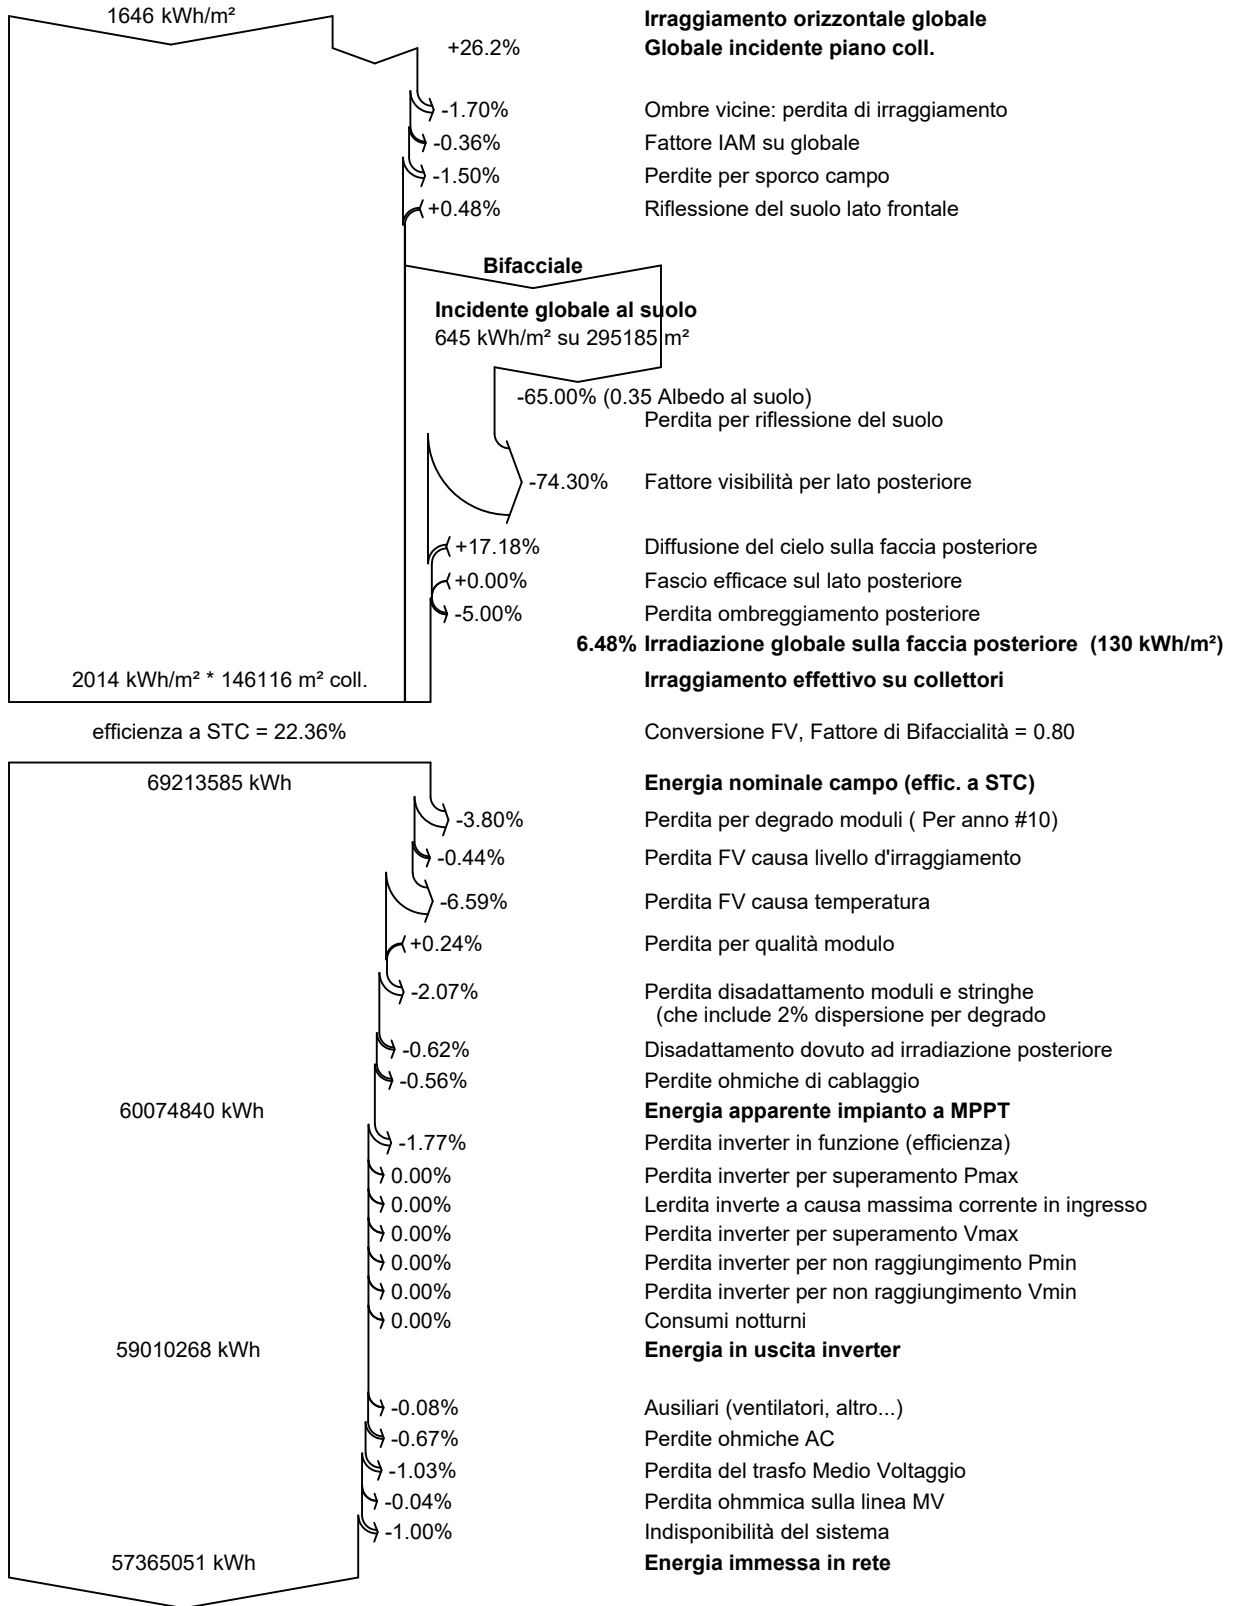 1646 kWh/m² Irraggiamento orizzontale globale
+26.2% Globale incidente piano coll.
-1.70% Ombre vicine: perdita di irraggiamento
-0.36% Fattore IAM su globale
-1.50% Perdite per sporco campo
+0.48% Riflessione del suolo lato frontale
Bifacciale
Incidente globale al suolo
645 kWh/m² su 295185 m²
-65.00% (0.35 Albedo al suolo)
Perdita per riflessione del suolo
-74.30% Fattore visibilità per lato posteriore
+17.18% Diffusione del cielo sulla faccia posteriore
+0.00% Fascio efficace sul lato posteriore
-5.00% Perdita ombreggiamento posteriore
6.48% Irradiazione globale sulla faccia posteriore (130 kWh/m²)
2014 kWh/m² * 146116 m² coll. Irraggiamento effettivo su collettori
efficienza a STC = 22.36% Conversione FV, Fattore di Bifaccialità = 0.80
69213585 kWh Energia nominale campo (effic. a STC)
-3.80% Perdita per degrado moduli ( Per anno #10)
-0.44% Perdita FV causa livello d'irraggiamento
-6.59% Perdita FV causa temperatura
+0.24% Perdita per qualità modulo
-2.07% Perdita disadattamento moduli e stringhe
(che include 2% dispersione per degrado
-0.62% Disadattamento dovuto ad irradiazione posteriore
-0.56% Perdite ohmiche di cablaggio
60074840 kWh Energia apparente impianto a MPPT
-1.77% Perdita inverter in funzione (efficienza)
0.00% Perdita inverter per superamento Pmax
0.00% Lerdita inverte a causa massima corrente in ingresso
0.00% Perdita inverter per superamento Vmax
0.00% Perdita inverter per non raggiungimento Pmin
0.00% Perdita inverter per non raggiungimento Vmin
0.00% Consumi notturni
59010268 kWh Energia in uscita inverter
-0.08% Ausiliari (ventilatori, altro...)
-0.67% Perdite ohmiche AC
-1.03% Perdita del trasfo Medio Voltaggio
-0.04% Perdita ohmmica sulla linea MV
-1.00% Indisponibilità del sistema
57365051 kWh Energia immessa in rete